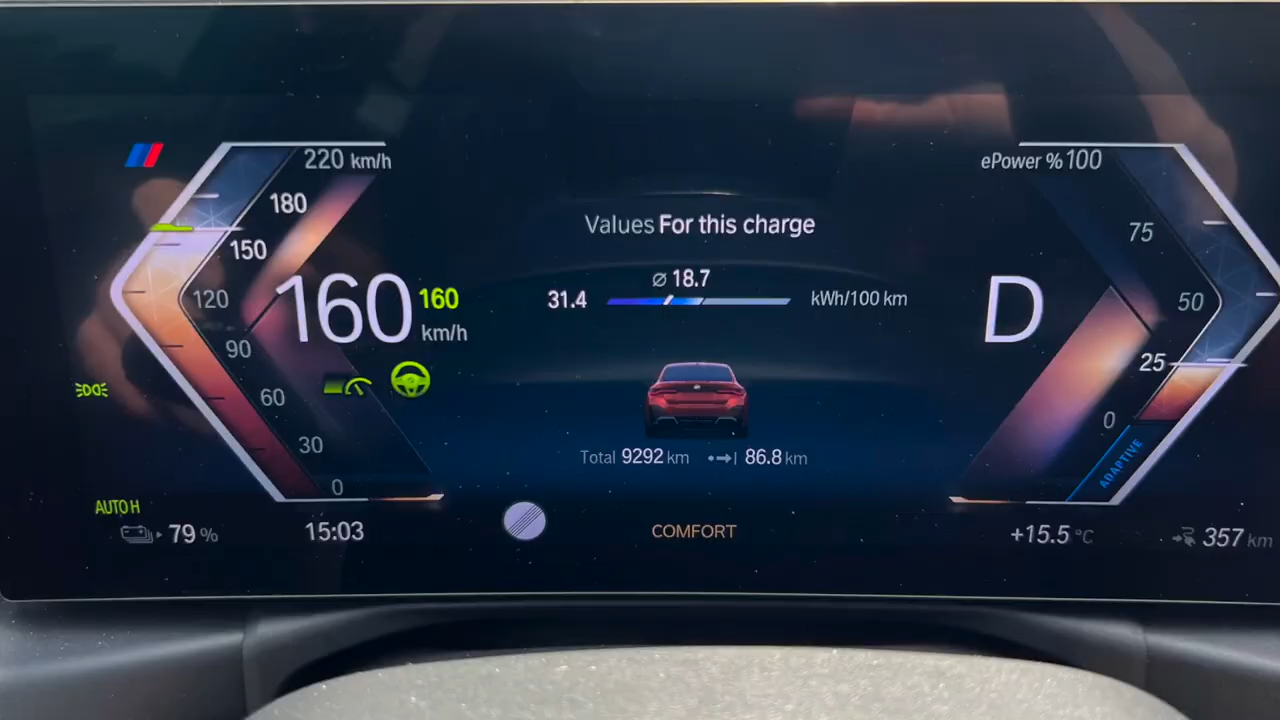 220 km/h
180
150
120
90
60
30
0
160 160
km/h
AUTO H
79 %
15:03
Values For this charge
ø 18.7
31.4 kWh/100 km
Total 9292 km 86.8 km
COMFORT
ePower % 100
75
50
25
0
D
ADAPTIVE
+15.5 °C
357 km